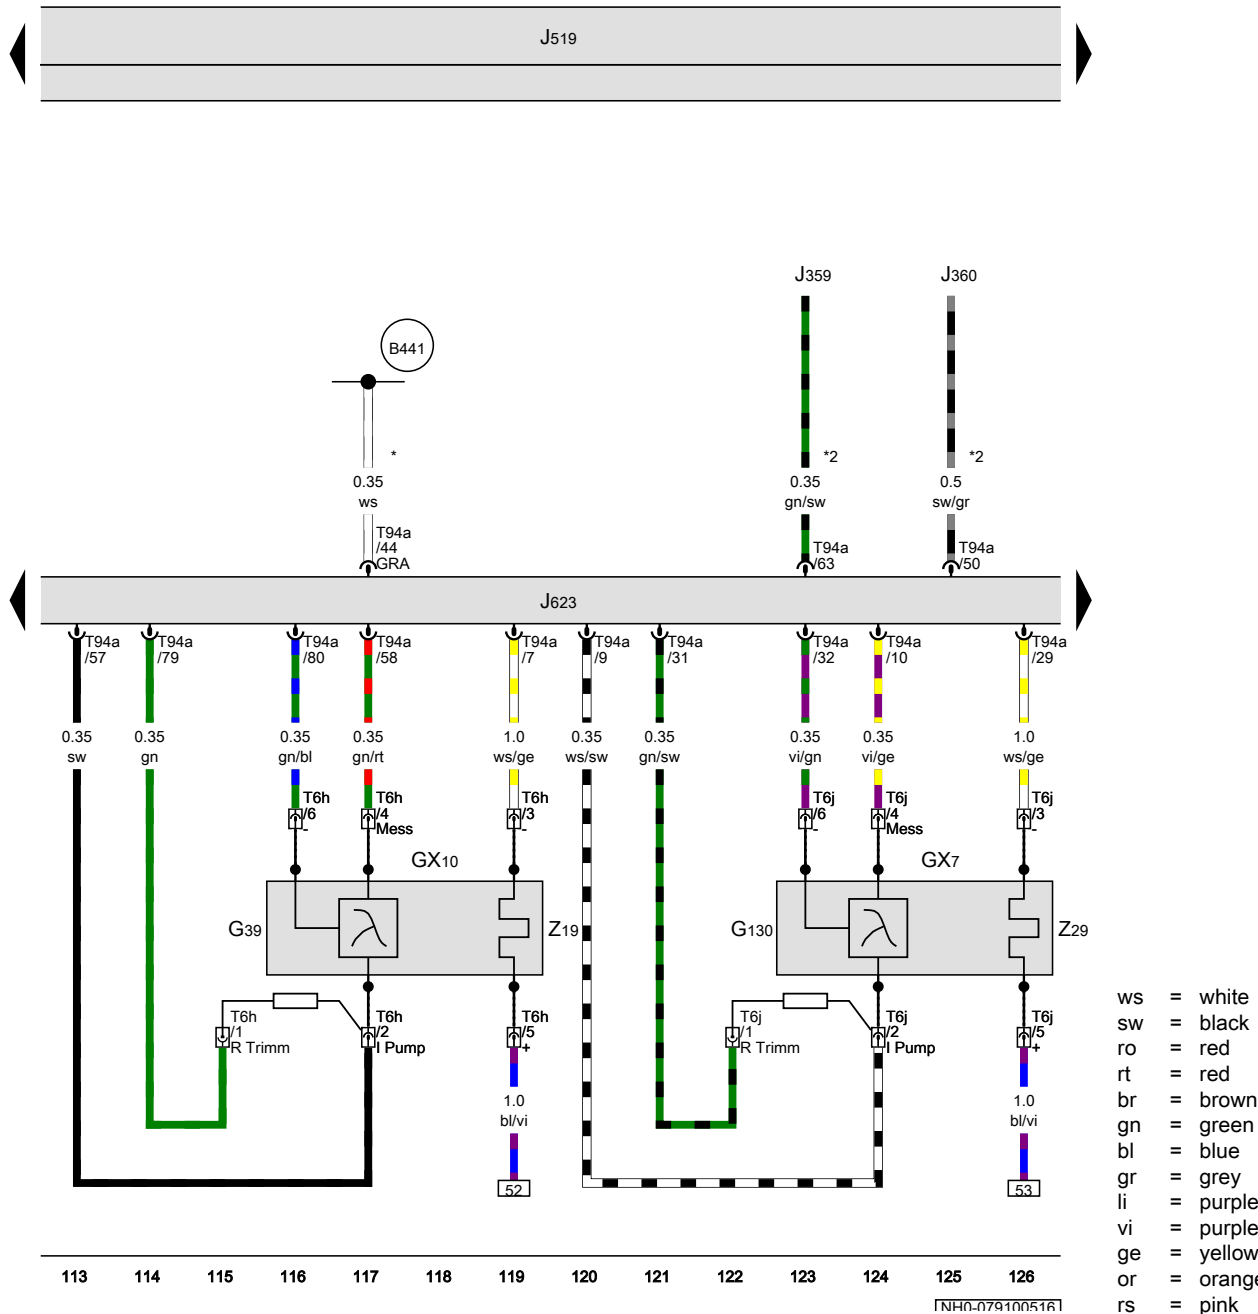 J519
J359
J360
B441
*
*2
*2
0.35
0.35
0.5
ws
gn/sw
sw/gr
T94a
/44
GRA
T94a
/63
T94a
/50
J623
T94a
/57
T94a
/79
T94a
/80
T94a
/58
T94a
/7
T94a
/9
T94a
/31
T94a
/32
T94a
/10
T94a
/29
0.35
0.35
0.35
0.35
1.0
0.35
0.35
0.35
0.35
1.0
sw
gn
gn/bl
gn/rt
ws/ge
ws/sw
gn/sw
vi/gn
vi/ge
ws/ge
T6h
/6
-
T6h
/4
Mess
T6h
/3
-
T6j
/6
-
T6j
/4
Mess
T6j
/3
-
GX10
GX7
G39
Z19
G130
Z29
T6h
/1
R Trimm
T6h
/2
I Pump
T6h
/5
+
T6j
/1
R Trimm
T6j
/2
I Pump
T6j
/5
+
1.0
bl/vi
1.0
bl/vi
52
53
113 114 115 116 117 118 119 120 121 122 123 124 125 126
NH0-079100516
ws = white
sw = black
ro = red
rt = red
br = brown
gn = green
bl = blue
gr = grey
li = purple
vi = purple
ge = yellow
or = orange
rs = pink